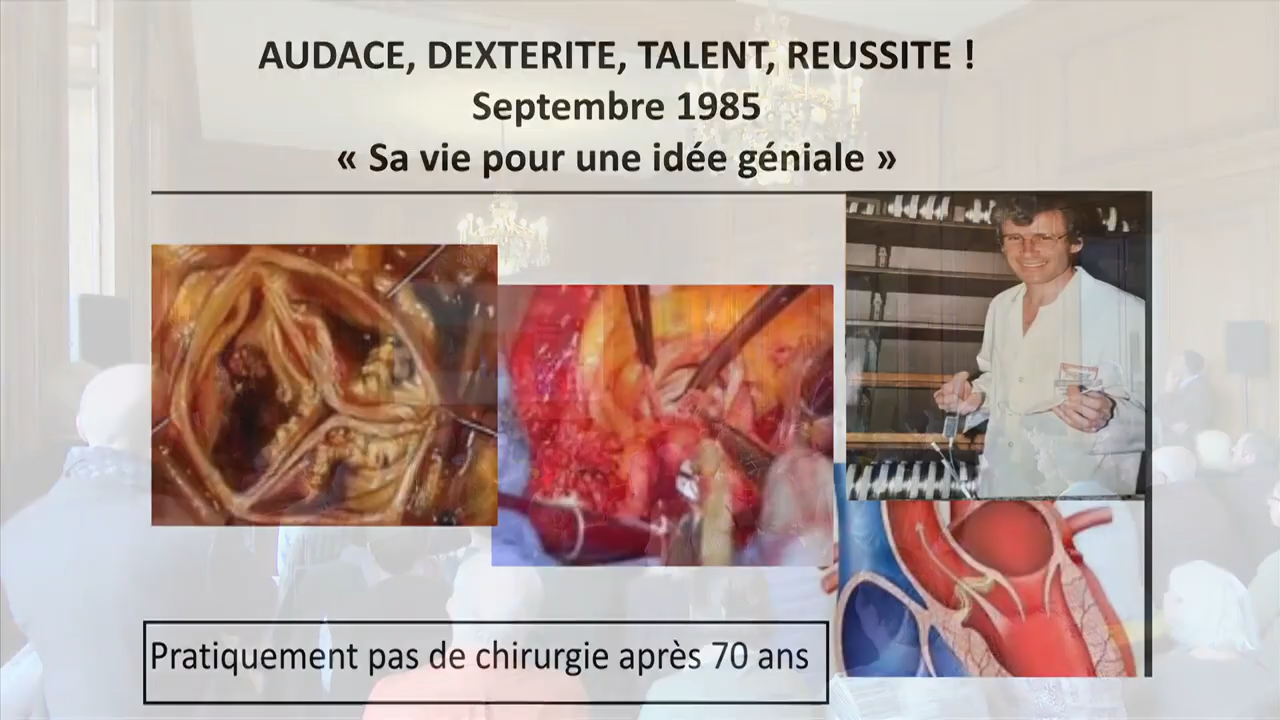 AUDACE, DEXTERITE, TALENT, REUSSITE !
Septembre 1985
« Sa vie pour une idée géniale »
Pratiquement pas de chirurgie après 70 ans